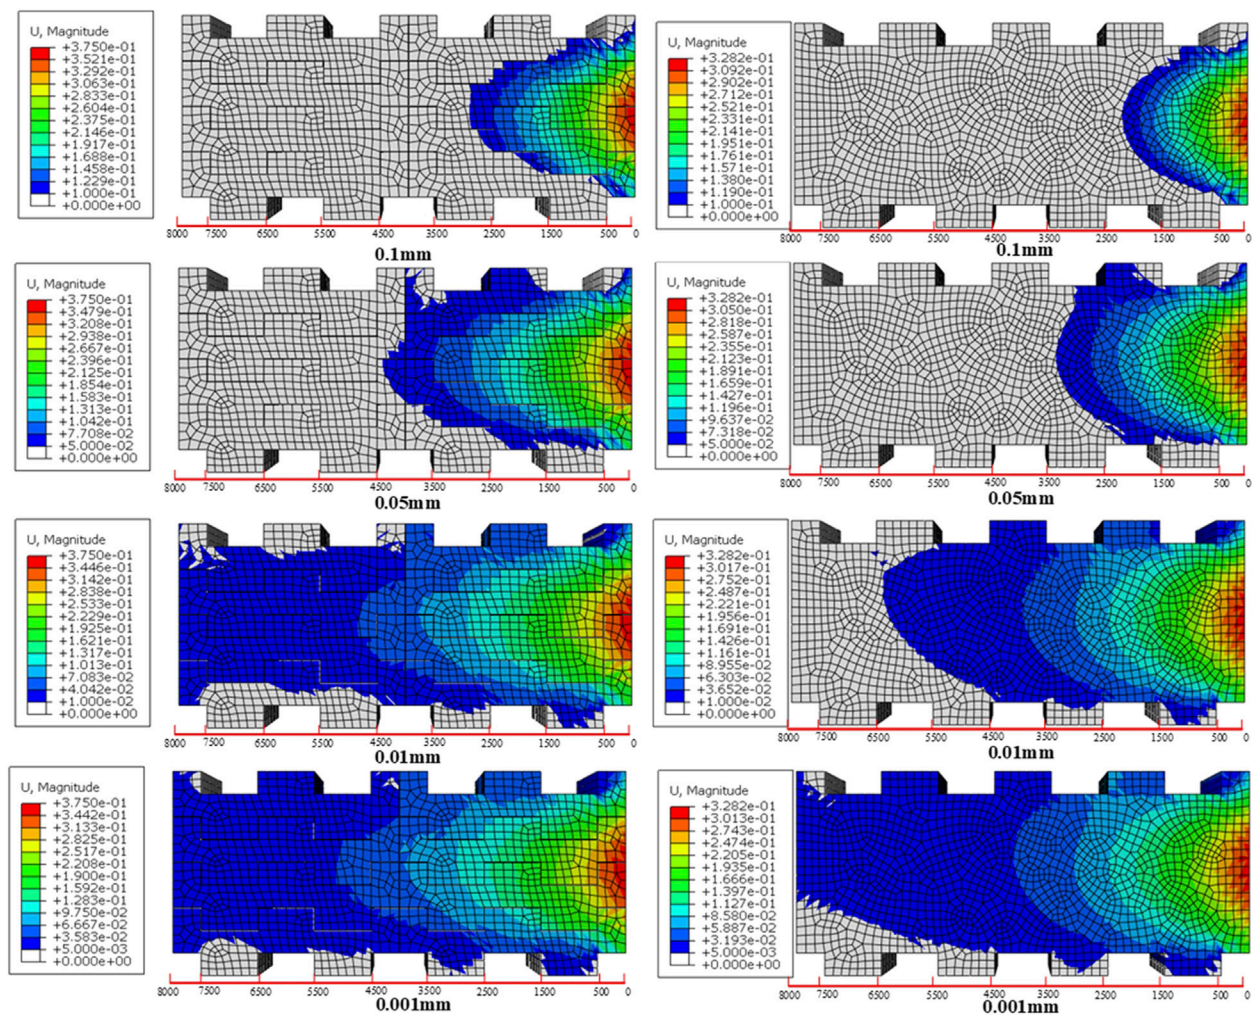 U, Magnitude
+3.750e-01
+3.521e-01
+3.292e-01
+3.063e-01
+2.833e-01
+2.604e-01
+2.375e-01
+2.146e-01
+1.917e-01
+1.688e-01
+1.458e-01
+1.229e-01
+1.000e-01
+0.000e+00
8000 7500 6500 5500 4500 3500 2500 1500 500 0
0.1mm
U, Magnitude
+3.282e-01
+3.092e-01
+2.902e-01
+2.712e-01
+2.521e-01
+2.331e-01
+2.141e-01
+1.951e-01
+1.761e-01
+1.571e-01
+1.380e-01
+1.190e-01
+1.000e-01
+0.000e+00
8000 7500 6500 5500 4500 3500 2500 1500 500 0
0.1mm
U, Magnitude
+3.750e-01
+3.479e-01
+3.208e-01
+2.938e-01
+2.667e-01
+2.396e-01
+2.125e-01
+1.854e-01
+1.583e-01
+1.313e-01
+1.042e-01
+7.708e-02
+5.000e-02
+0.000e+00
8000 7500 6500 5500 4500 3500 2500 1500 500 0
0.05mm
U, Magnitude
+3.282e-01
+3.050e-01
+2.818e-01
+2.587e-01
+2.355e-01
+2.123e-01
+1.891e-01
+1.659e-01
+1.427e-01
+1.196e-01
+9.637e-02
+7.318e-02
+5.000e-02
+0.000e+00
8000 7500 6500 5500 4500 3500 2500 1500 500 0
0.05mm
U, Magnitude
+3.750e-01
+3.446e-01
+3.142e-01
+2.838e-01
+2.533e-01
+2.229e-01
+1.925e-01
+1.621e-01
+1.317e-01
+1.013e-01
+7.083e-02
+4.042e-02
+1.000e-02
+0.000e+00
8000 7500 6500 5500 4500 3500 2500 1500 500 0
0.01mm
U, Magnitude
+3.282e-01
+3.017e-01
+2.752e-01
+2.487e-01
+2.221e-01
+1.956e-01
+1.691e-01
+1.426e-01
+1.161e-01
+8.955e-02
+6.303e-02
+3.652e-02
+1.000e-02
+0.000e+00
8000 7500 6500 5500 4500 3500 2500 1500 500 0
0.01mm
U, Magnitude
+3.750e-01
+3.442e-01
+3.133e-01
+2.825e-01
+2.517e-01
+2.208e-01
+1.900e-01
+1.592e-01
+1.283e-01
+9.750e-02
+6.667e-02
+3.583e-02
+5.000e-03
+0.000e+00
8000 7500 6500 5500 4500 3500 2500 1500 500 0
0.001mm
U, Magnitude
+3.282e-01
+3.013e-01
+2.743e-01
+2.474e-01
+2.205e-01
+1.935e-01
+1.666e-01
+1.397e-01
+1.127e-01
+8.580e-02
+5.887e-02
+3.193e-02
+5.000e-03
+0.000e+00
8000 7500 6500 5500 4500 3500 2500 1500 500 0
0.001mm